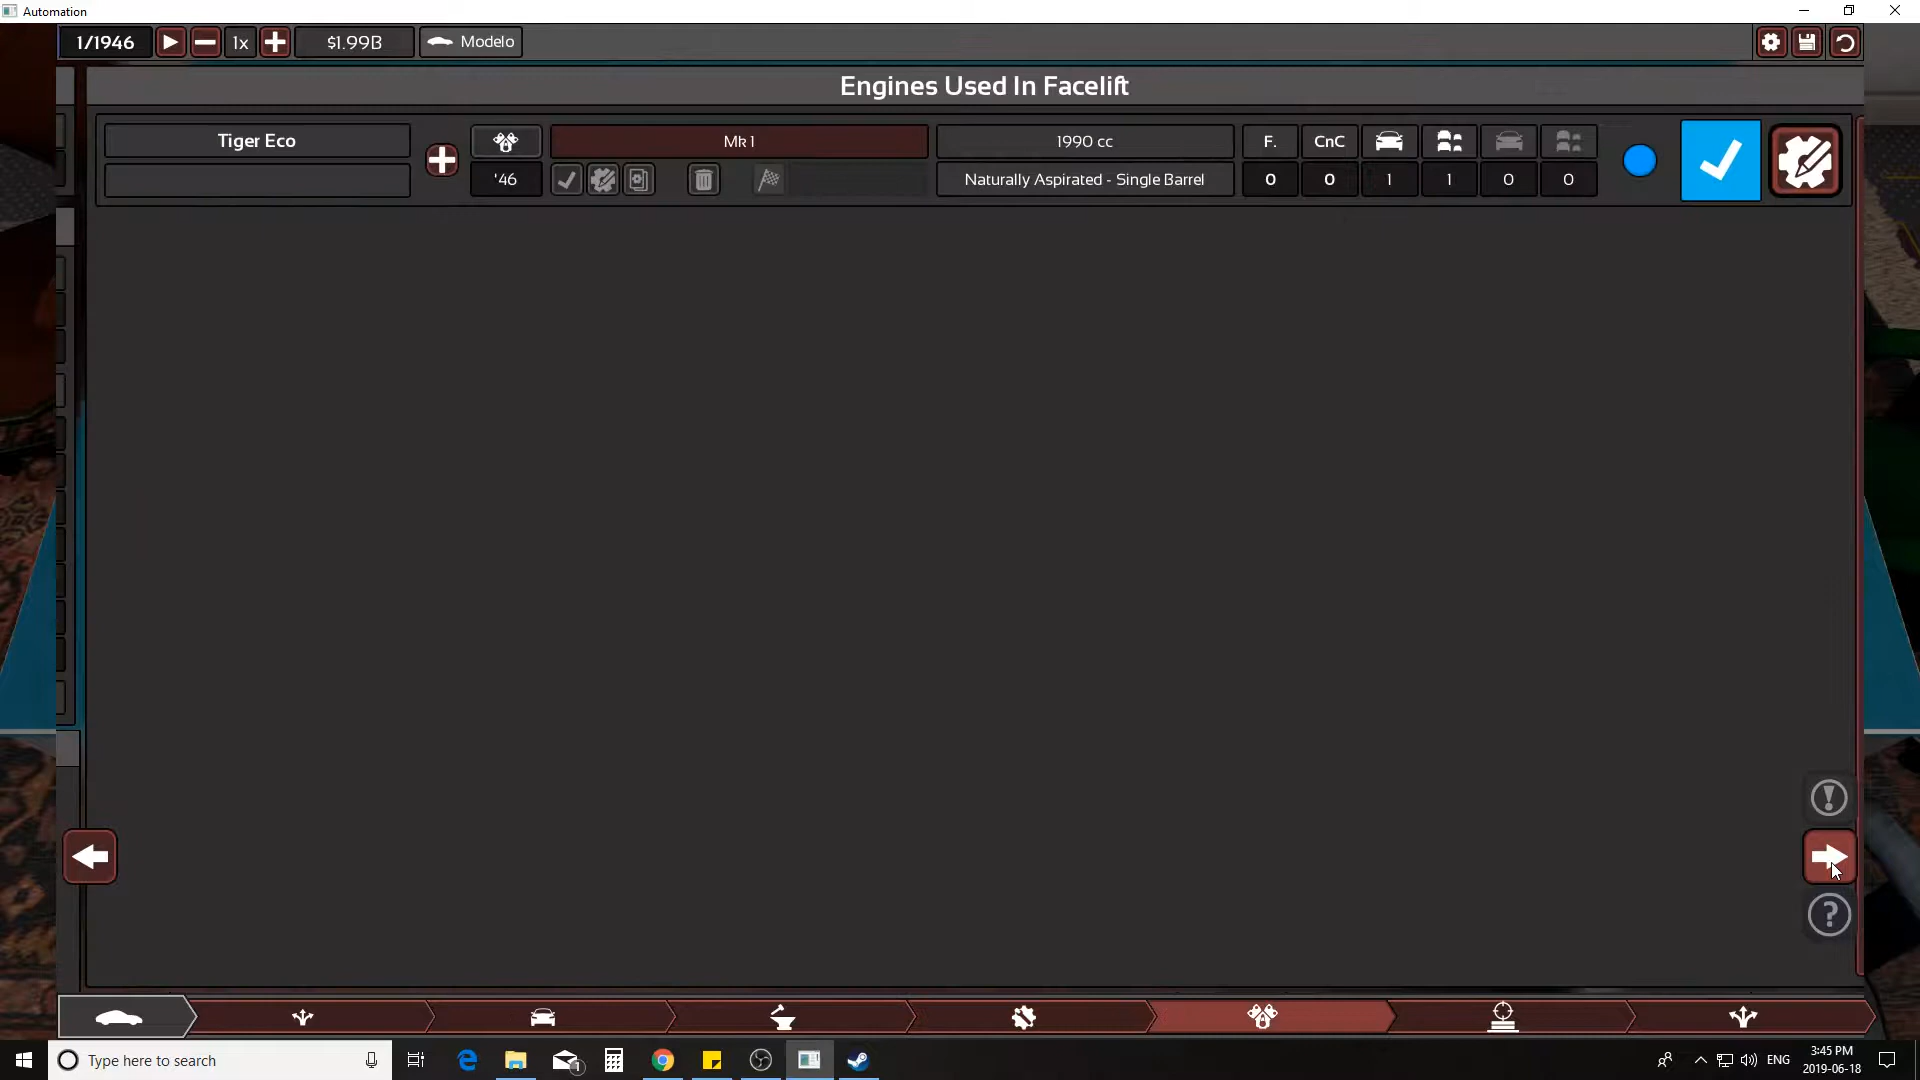 Automation
1/1946 1x $1.99B Modelo
Engines Used In Facelift
Tiger Eco Mk 1 1990 cc F. CnC
'46 Naturally Aspirated - Single Barrel 0 0 1 1 0 0
Type here to search 1 ENG 3:45 PM
2019-06-18